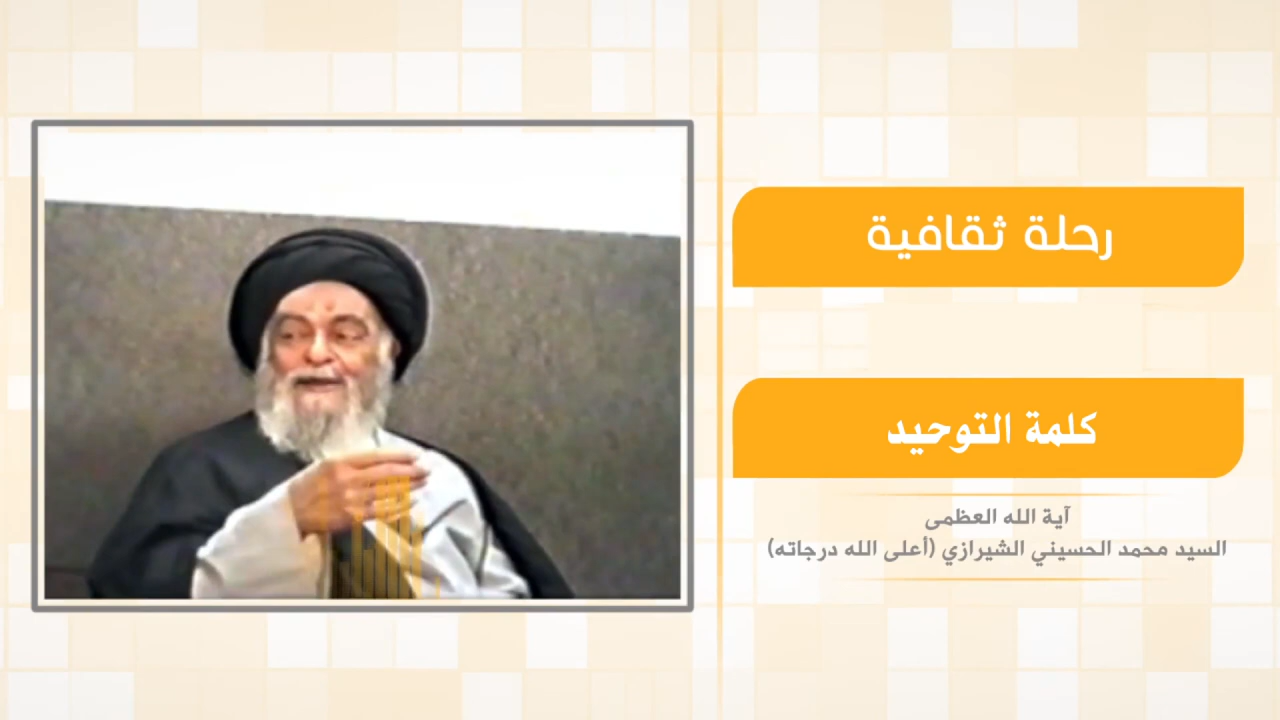 رحلة ثقافية
كلمة التوحيد
آية الله العظمى
السيد محمد الحسيني الشيرازي (أعلى الله درجاته)